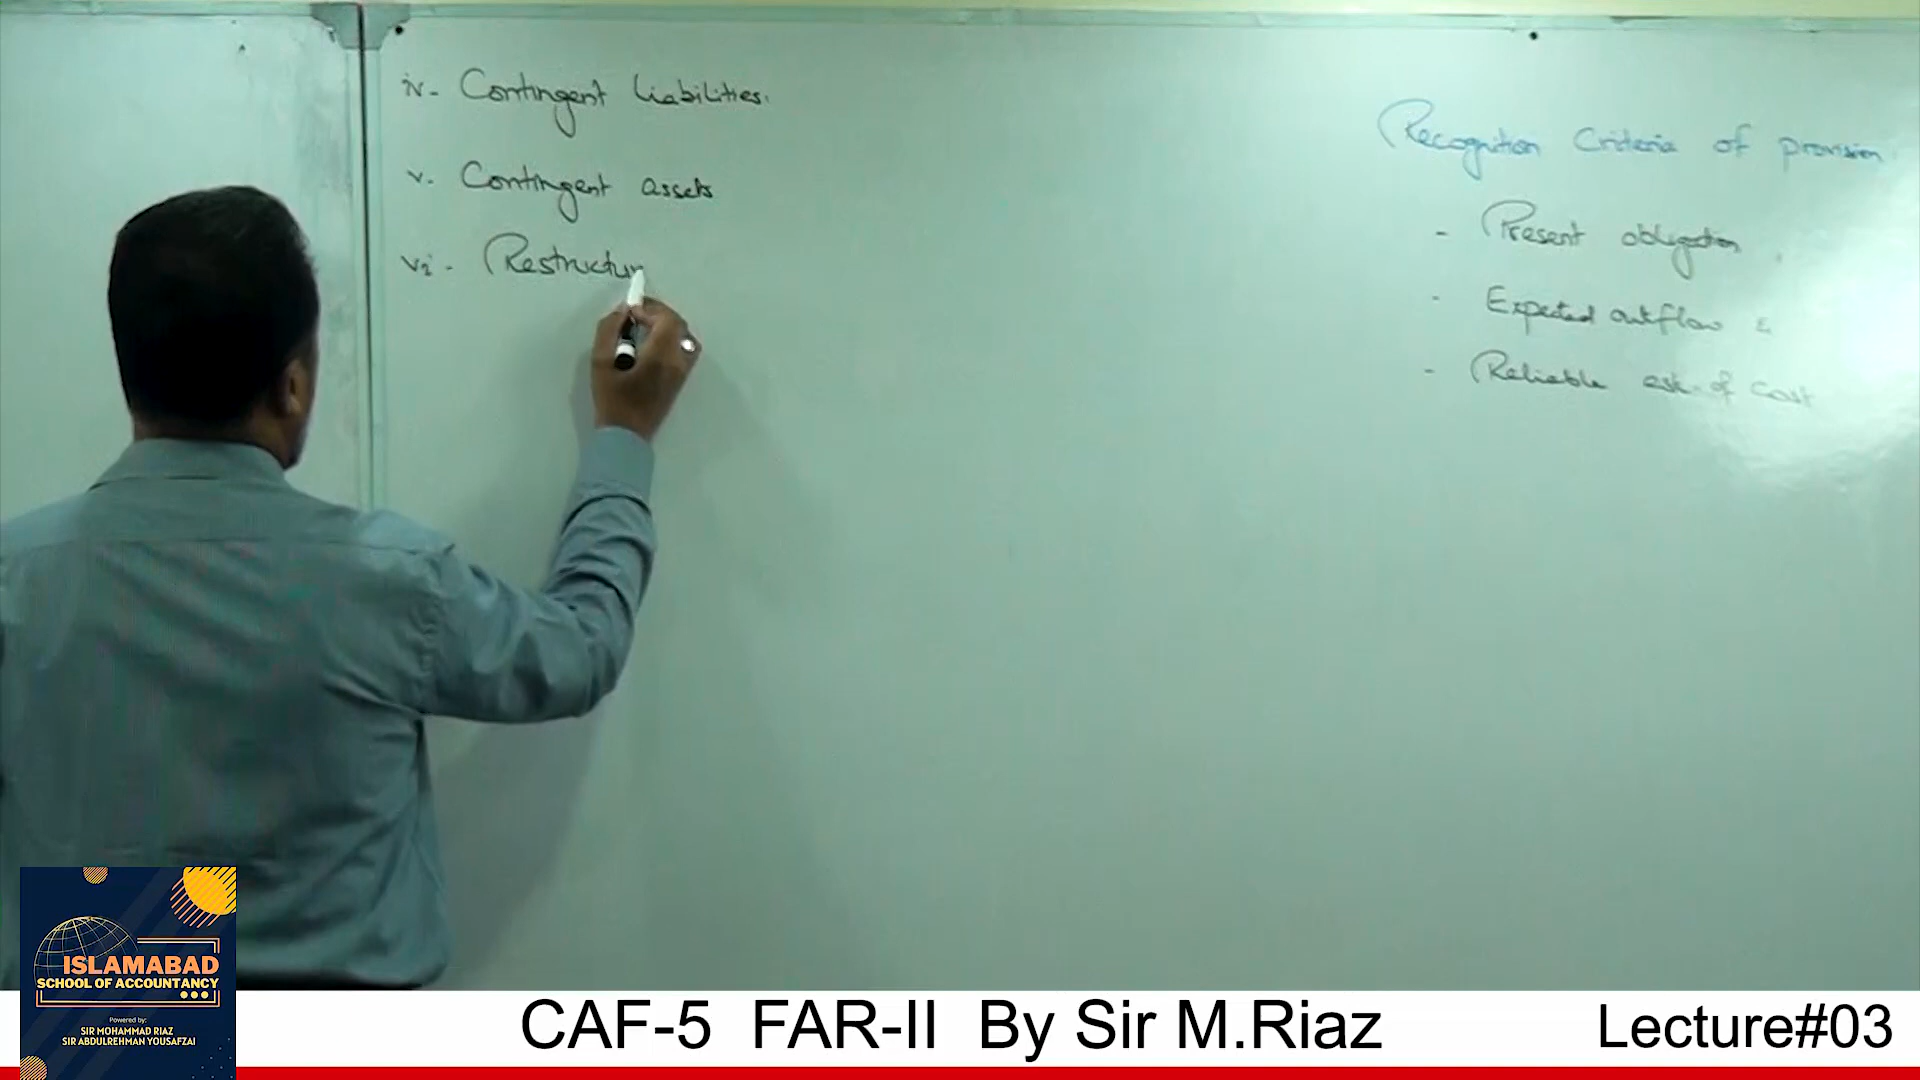 iv- Contingent liabilities.
v. Contingent assets
vi- Restructur
Recognition Criteria of provision
- Present obligation,
- Expected outflow &
- Reliable est. of Cost
ISLAMABAD
SCHOOL OF ACCOUNTANCY
Powered by:
SIR MOHAMMAD RIAZ
SIR ABDULREHMAN YOUSAFZAI
CAF-5 FAR-II By Sir M.Riaz
Lecture#03